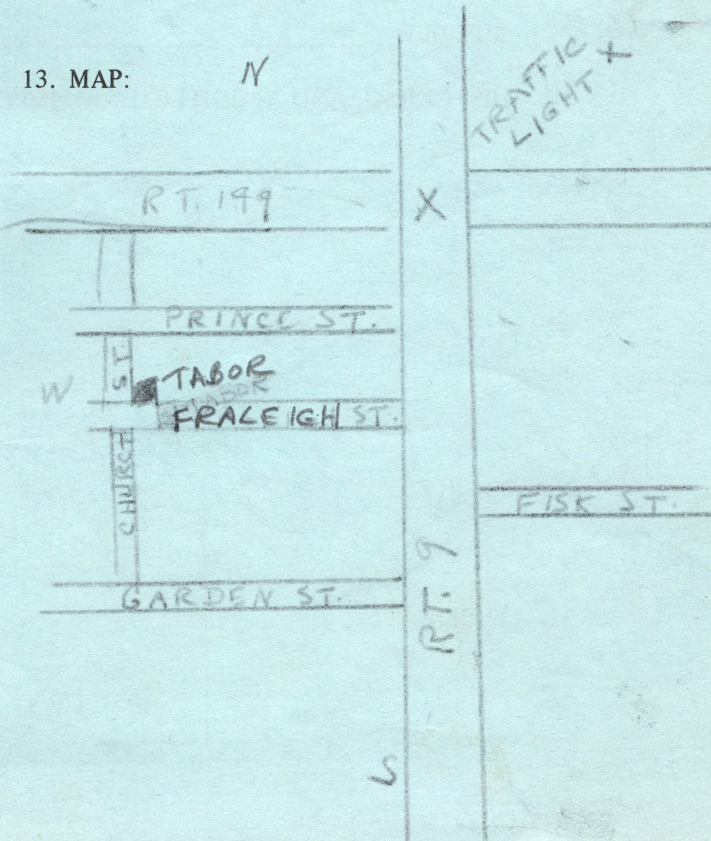 13. MAP:
N
TRAFFIC X
LIGHT
RT. 199
X
PRINCE ST.
CHURCH ST.
TABOR
TABOR
W
FRALEIGH ST.
FISK ST.
RT. 9
GARDEN ST.
S